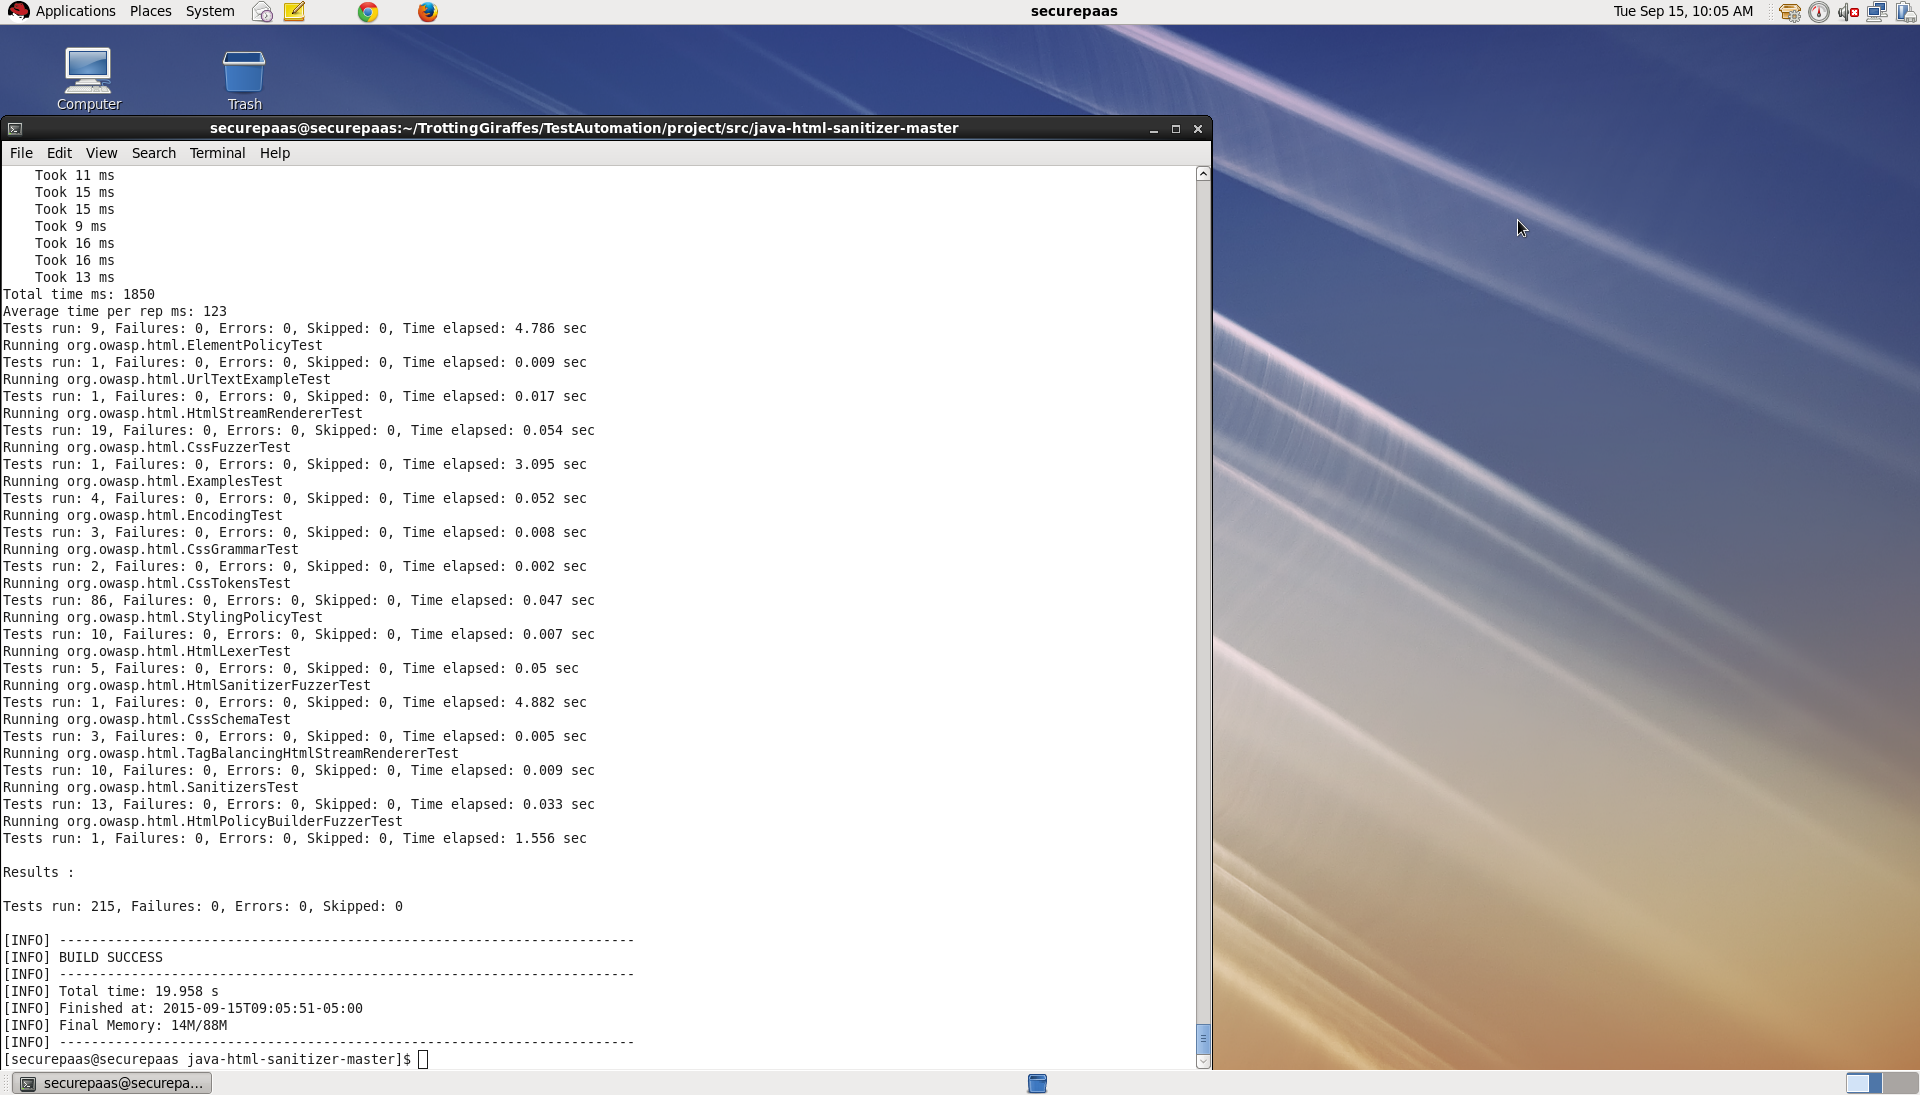 Applications Places System securepaas Tue Sep 15, 10:05 AM
Computer Trash
securepaas@securepaas:~/TrottingGiraffes/TestAutomation/project/src/java-html-sanitizer-master
File Edit View Search Terminal Help
Took 11 ms
Took 15 ms
Took 15 ms
Took 9 ms
Took 16 ms
Took 16 ms
Took 13 ms
Total time ms: 1850
Average time per rep ms: 123
Tests run: 9, Failures: 0, Errors: 0, Skipped: 0, Time elapsed: 4.786 sec
Running org.owasp.html.ElementPolicyTest
Tests run: 1, Failures: 0, Errors: 0, Skipped: 0, Time elapsed: 0.009 sec
Running org.owasp.html.UrlTextExampleTest
Tests run: 1, Failures: 0, Errors: 0, Skipped: 0, Time elapsed: 0.017 sec
Running org.owasp.html.HtmlStreamRendererTest
Tests run: 19, Failures: 0, Errors: 0, Skipped: 0, Time elapsed: 0.054 sec
Running org.owasp.html.CssFuzzerTest
Tests run: 1, Failures: 0, Errors: 0, Skipped: 0, Time elapsed: 3.095 sec
Running org.owasp.html.ExamplesTest
Tests run: 4, Failures: 0, Errors: 0, Skipped: 0, Time elapsed: 0.052 sec
Running org.owasp.html.EncodingTest
Tests run: 3, Failures: 0, Errors: 0, Skipped: 0, Time elapsed: 0.008 sec
Running org.owasp.html.CssGrammarTest
Tests run: 2, Failures: 0, Errors: 0, Skipped: 0, Time elapsed: 0.002 sec
Running org.owasp.html.CssTokensTest
Tests run: 86, Failures: 0, Errors: 0, Skipped: 0, Time elapsed: 0.047 sec
Running org.owasp.html.StylingPolicyTest
Tests run: 10, Failures: 0, Errors: 0, Skipped: 0, Time elapsed: 0.007 sec
Running org.owasp.html.HtmlLexerTest
Tests run: 5, Failures: 0, Errors: 0, Skipped: 0, Time elapsed: 0.05 sec
Running org.owasp.html.HtmlSanitizerFuzzerTest
Tests run: 1, Failures: 0, Errors: 0, Skipped: 0, Time elapsed: 4.882 sec
Running org.owasp.html.CssSchemaTest
Tests run: 3, Failures: 0, Errors: 0, Skipped: 0, Time elapsed: 0.005 sec
Running org.owasp.html.TagBalancingHtmlStreamRendererTest
Tests run: 10, Failures: 0, Errors: 0, Skipped: 0, Time elapsed: 0.009 sec
Running org.owasp.html.SanitizersTest
Tests run: 13, Failures: 0, Errors: 0, Skipped: 0, Time elapsed: 0.033 sec
Running org.owasp.html.HtmlPolicyBuilderFuzzerTest
Tests run: 1, Failures: 0, Errors: 0, Skipped: 0, Time elapsed: 1.556 sec
Results :
Tests run: 215, Failures: 0, Errors: 0, Skipped: 0
[INFO] ------------------------------------------------------------------------
[INFO] BUILD SUCCESS
[INFO] ------------------------------------------------------------------------
[INFO] Total time: 19.958 s
[INFO] Finished at: 2015-09-15T09:05:51-05:00
[INFO] Final Memory: 14M/88M
[INFO] ------------------------------------------------------------------------
[securepaas@securepaas java-html-sanitizer-master]$
securepaas@securepa...